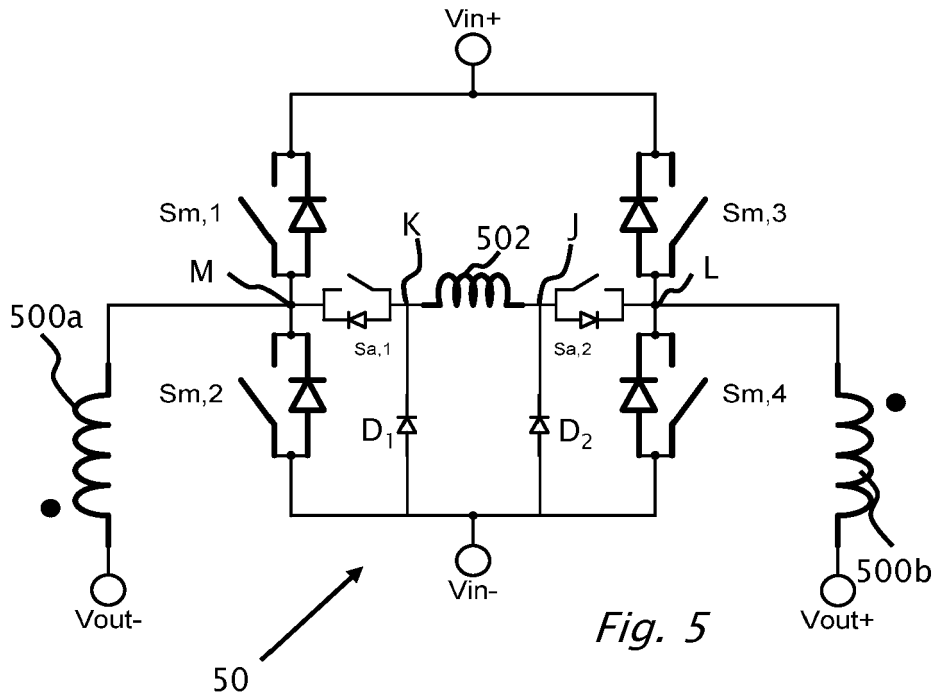 Vin+
Sm,1
Sm,3
K
502
J
M
L
500a
Sa,1
Sa,2
Sm,2
Sm,4
D1
D2
500b
Vin-
Vout-
Vout+
Fig. 5
50